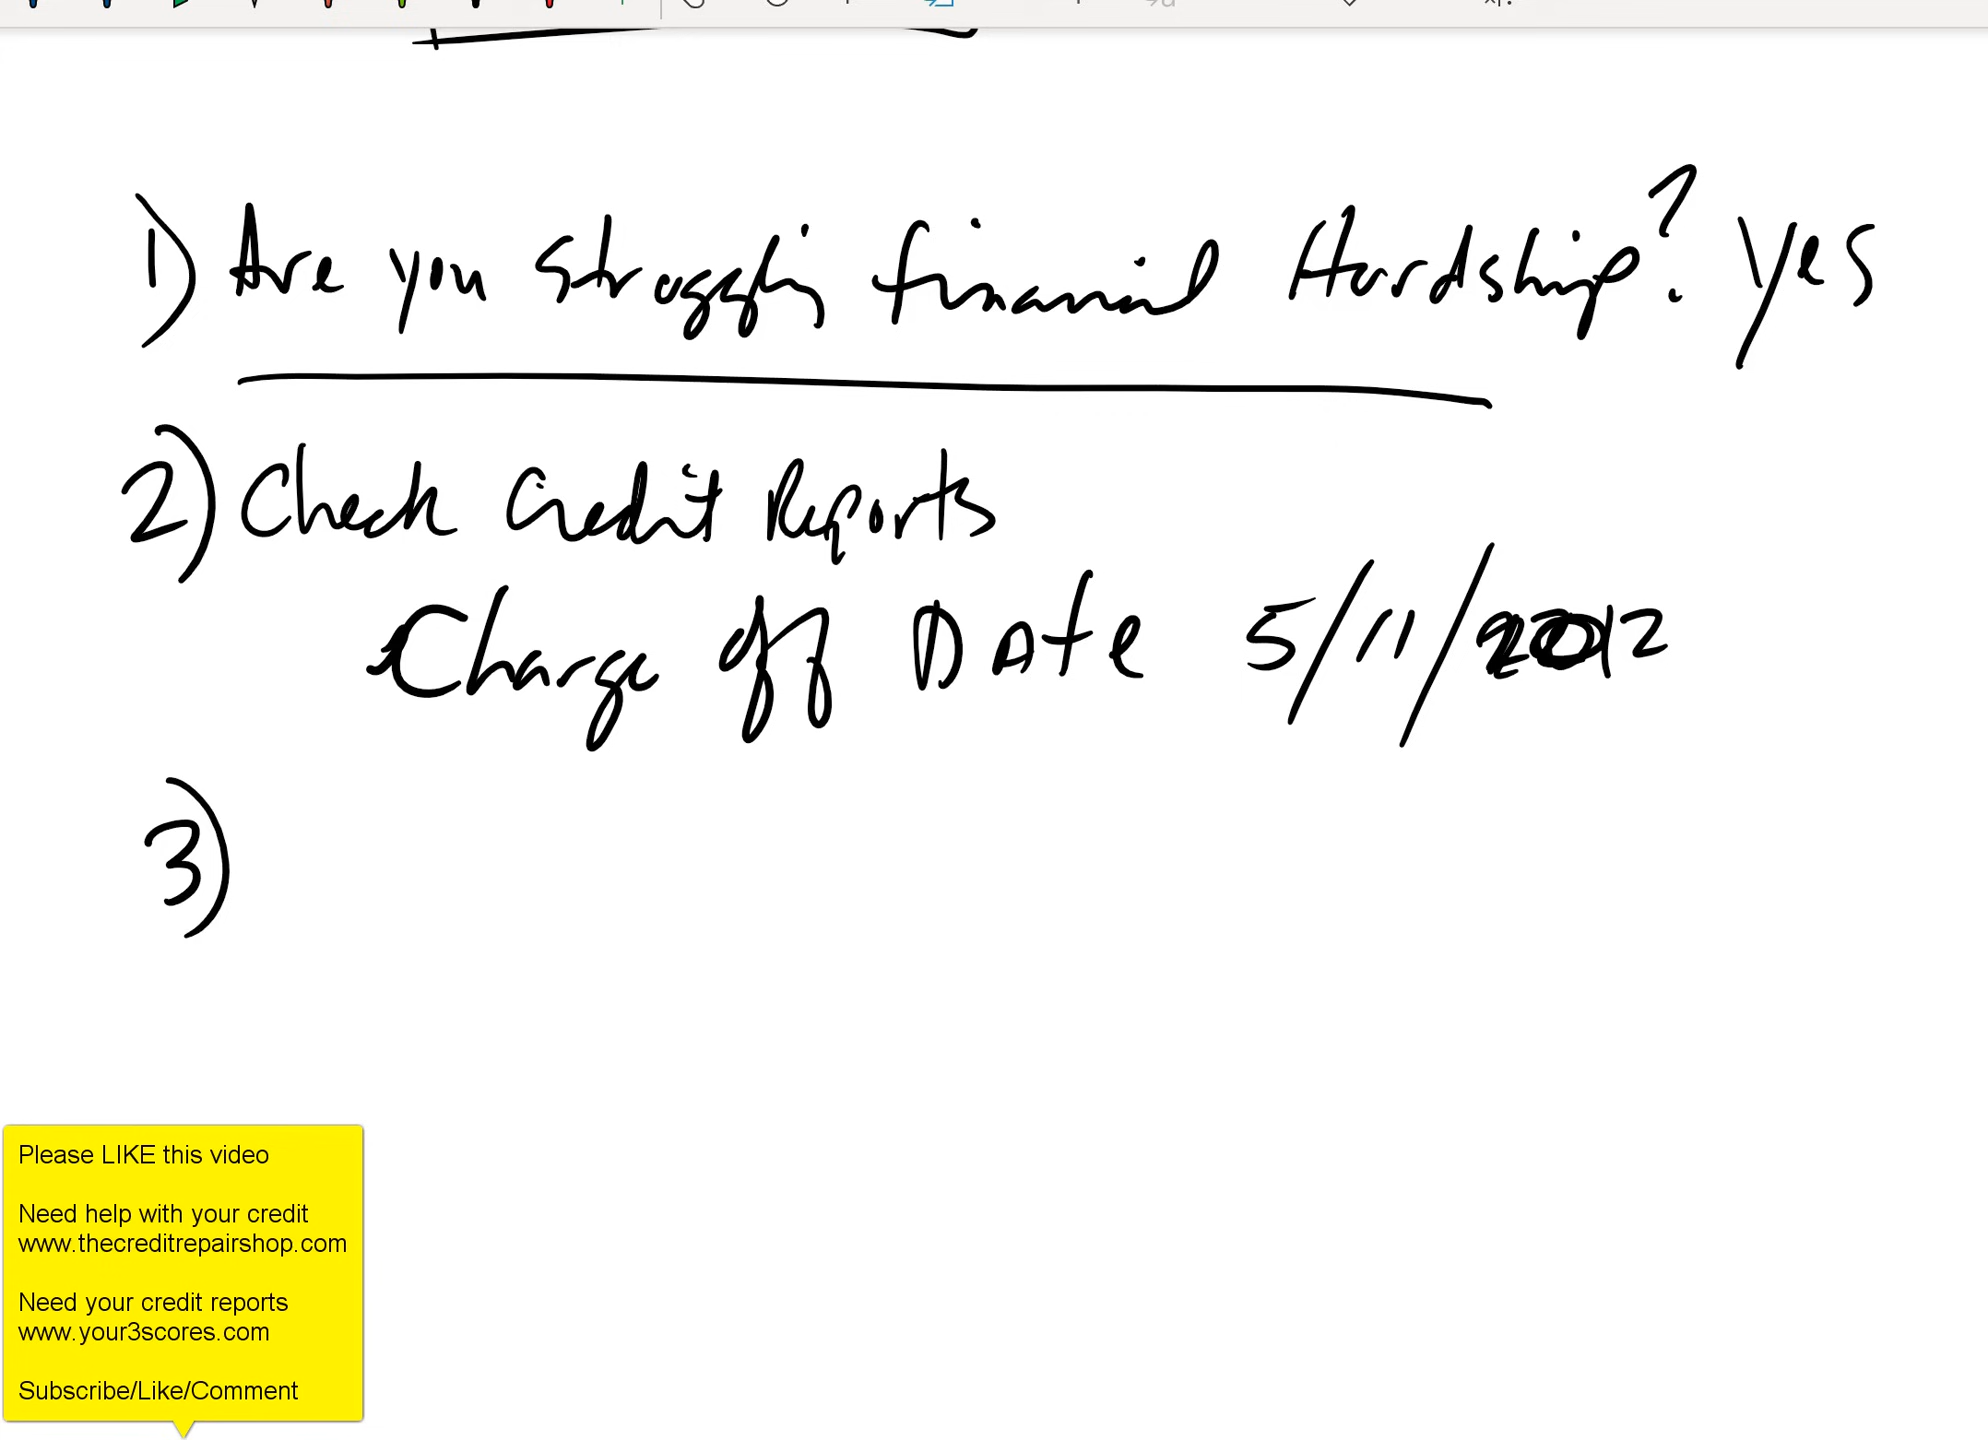 1) Are you Struggling financial Hardship? Yes
2) Check Credit Reports
Charge off Date 5/11/2012
3)
Please LIKE this video
Need help with your credit
www.thecreditrepairshop.com
Need your credit reports
www.your3scores.com
Subscribe/Like/Comment